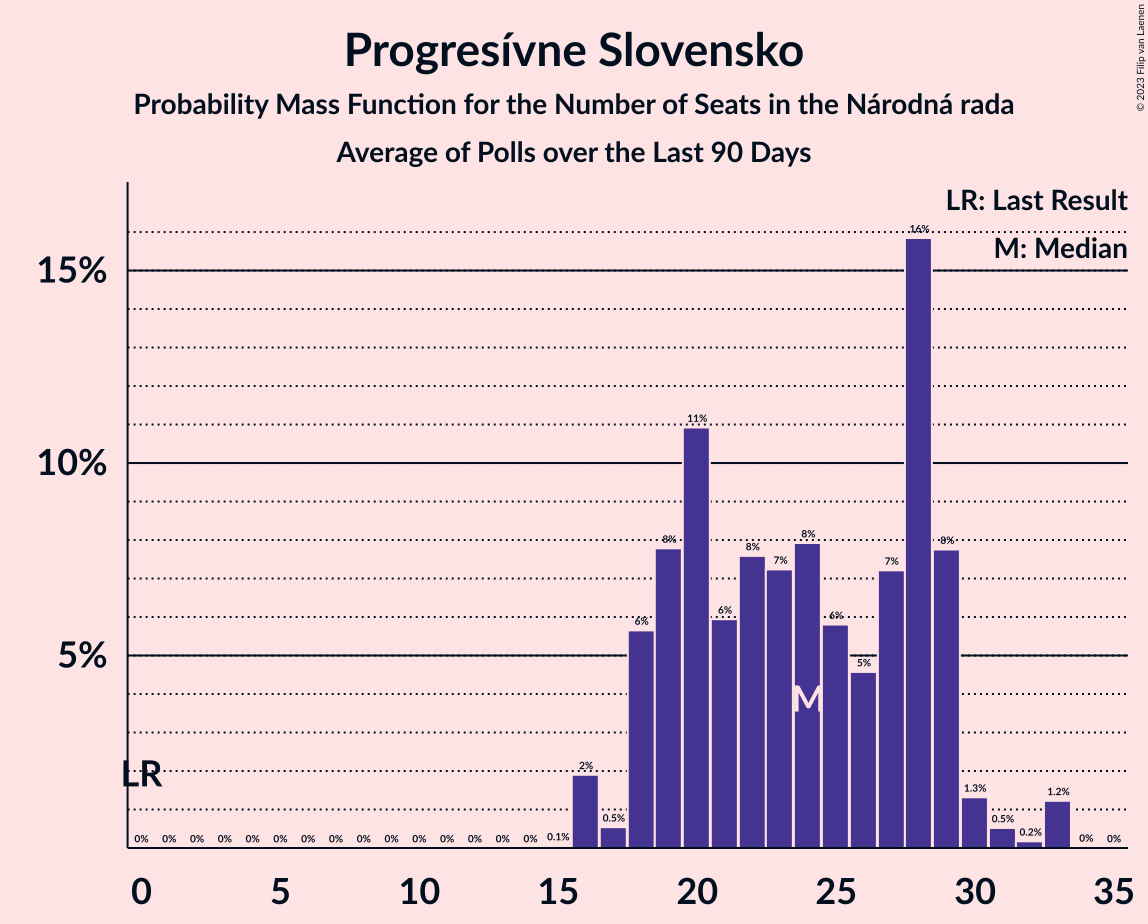 Progresívne Slovensko
Probability Mass Function for the Number of Seats in the Národná rada
Average of Polls over the Last 90 Days
© 2023 Filip van Laenen
LR: Last Result
M: Median
15%
10%
5%
16%
11%
8%
8%
8%
8%
7%
7%
6%
6%
6%
5%
M
LR
2%
1.3%
1.2%
0.5%
0.5%
0.2%
0% 0% 0% 0% 0% 0% 0% 0% 0% 0% 0% 0% 0% 0% 0% 0.1% 0% 0%
0 5 10 15 20 25 30 35